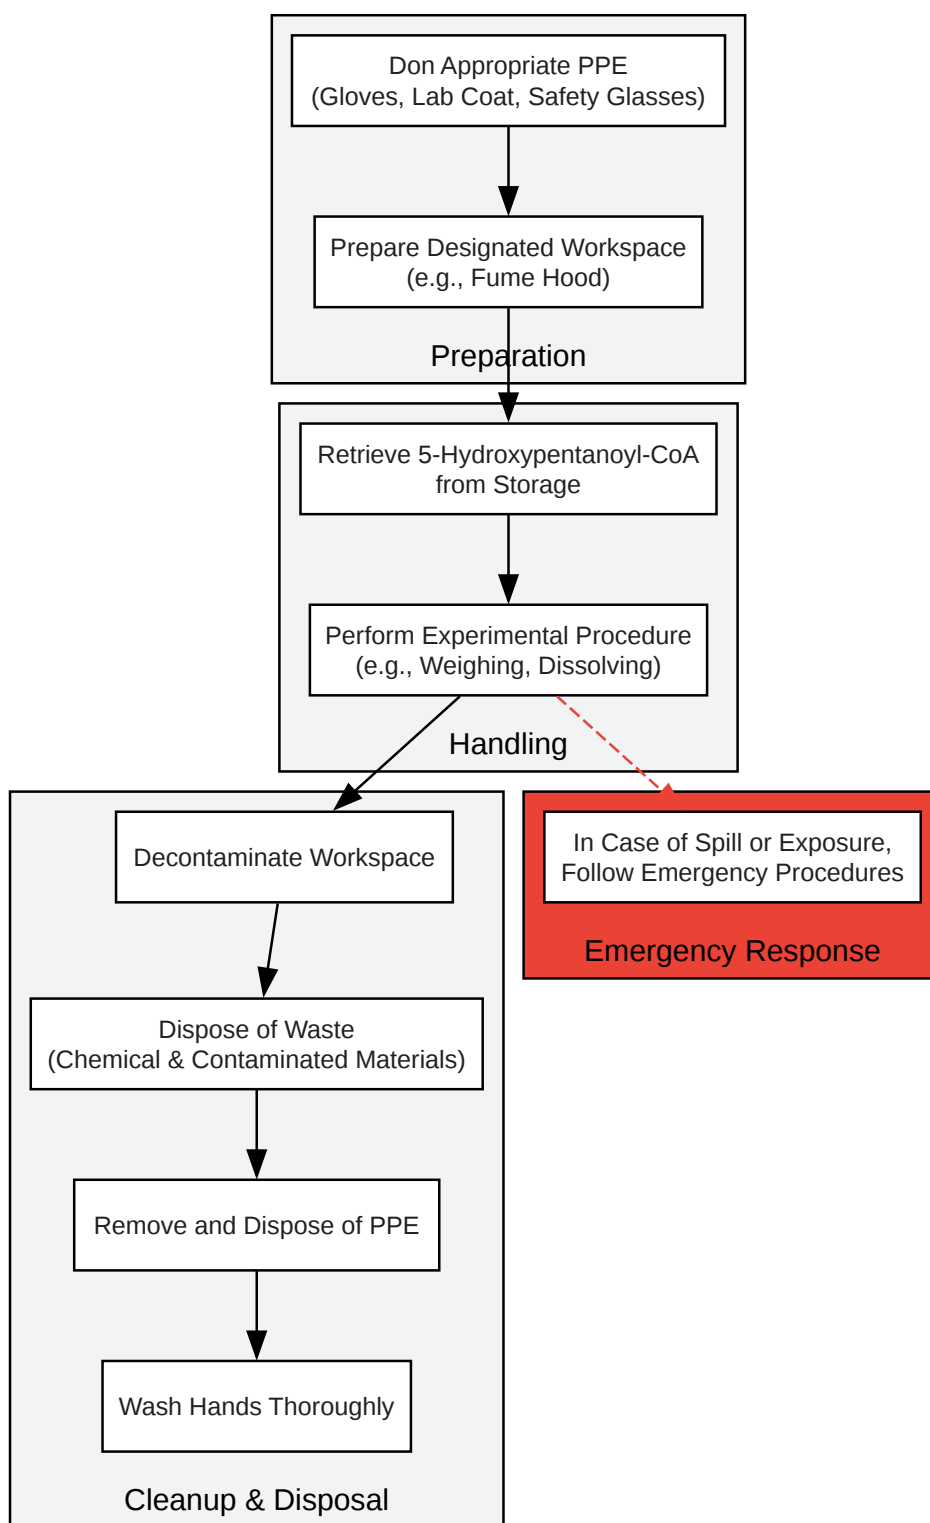 Don Appropriate PPE
(Gloves, Lab Coat, Safety Glasses)
Prepare Designated Workspace
(e.g., Fume Hood)
Preparation
Retrieve 5-Hydroxypentanoyl-CoA
from Storage
Perform Experimental Procedure
(e.g., Weighing, Dissolving)
Handling
Decontaminate Workspace
Dispose of Waste
(Chemical & Contaminated Materials)
Remove and Dispose of PPE
Wash Hands Thoroughly
Cleanup & Disposal
In Case of Spill or Exposure,
Follow Emergency Procedures
Emergency Response